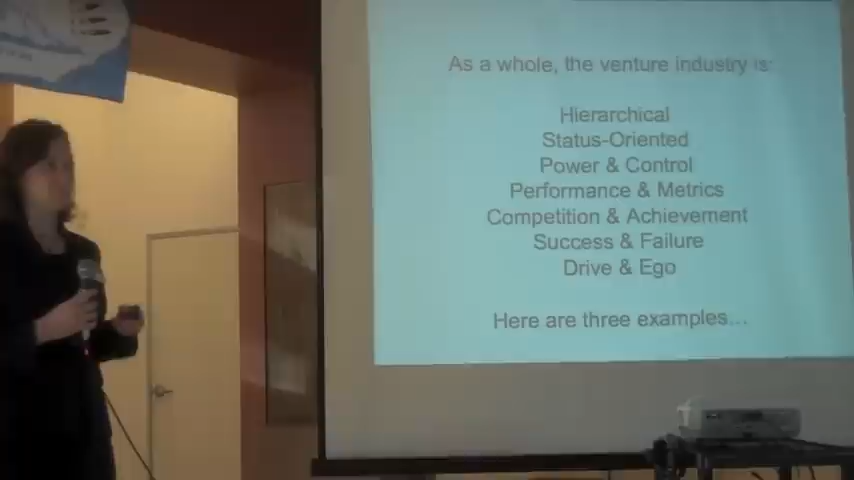 As a whole, the venture industry is:
Hierarchical
Status-Oriented
Power & Control
Performance & Metrics
Competition & Achievement
Success & Failure
Drive & Ego
Here are three examples...